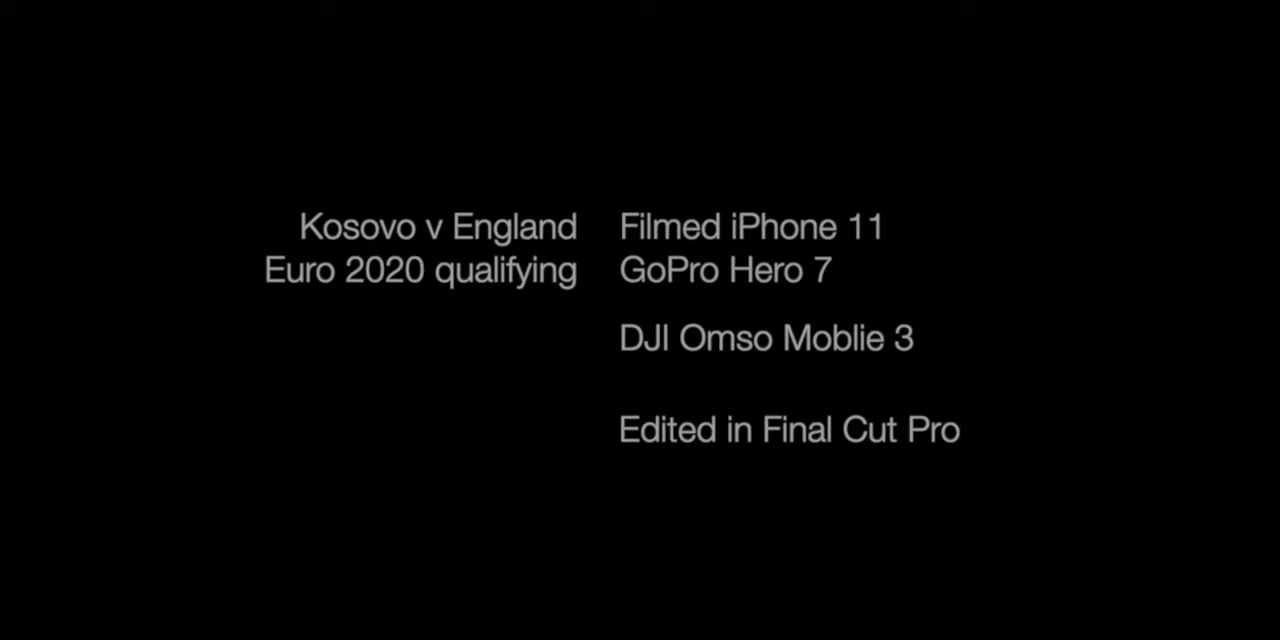 Kosovo v England
Euro 2020 qualifying
Filmed iPhone 11
GoPro Hero 7
DJI Omso Moblie 3
Edited in Final Cut Pro